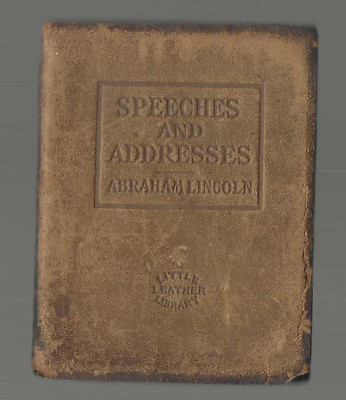 SPEECHES
AND
ADDRESSES
ABRAHAM LINCOLN
LITTLE
LEATHER
LIBRARY